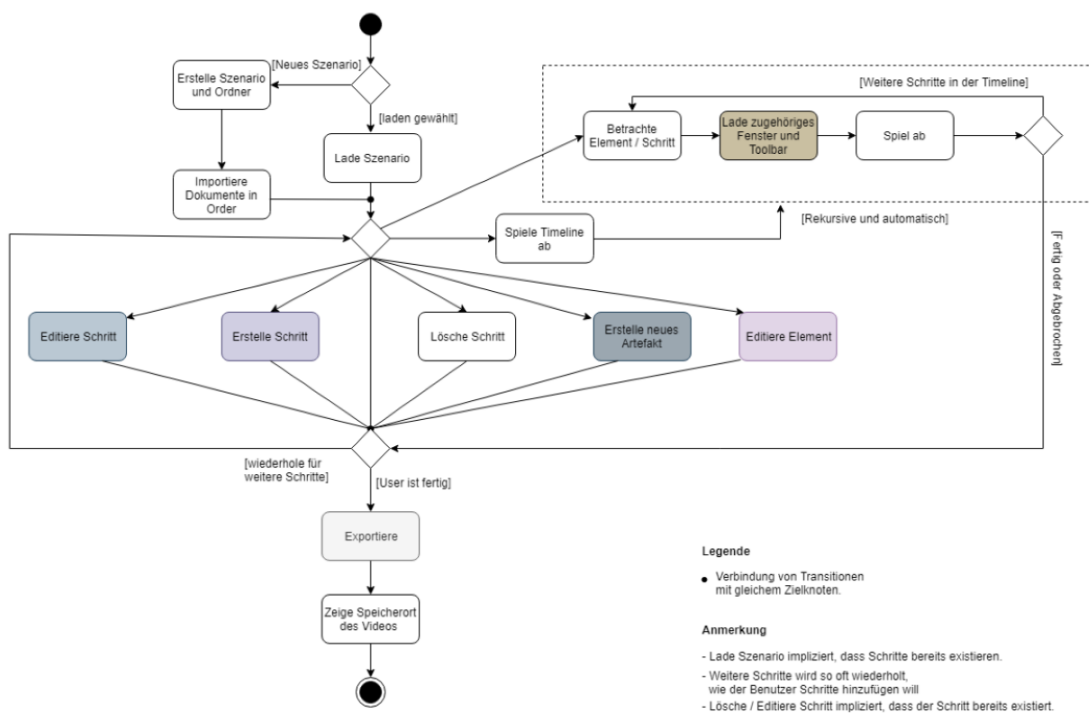 [Neues Szenario]
Erstelle Szenario
und Ordner
[laden gewählt]
Lade Szenario
Importiere
Dokumente in
Order
[Weitere Schritte in der Timeline]
Betrachte
Element / Schritt
Lade zugehöriges
Fenster und
Toolbar
Spiel ab
Spiele Timeline
ab
[Rekursive und automatisch]
[Fertig oder Abgebrochen]
Editiere Schritt
Erstelle Schritt
Lösche Schritt
Erstelle neues
Artefakt
Editiere Element
[wiederhole für
weitere Schritte]
[User ist fertig]
Exportiere
Zeige Speicherort
des Videos
Legende
Verbindung von Transitionen
mit gleichem Zielknoten.
Anmerkung
- Lade Szenario impliziert, dass Schritte bereits existieren.
- Weitere Schritte wird so oft wiederholt,
wie der Benutzer Schritte hinzufügen will
- Lösche / Editiere Schritt impliziert, dass der Schritt bereits existiert.